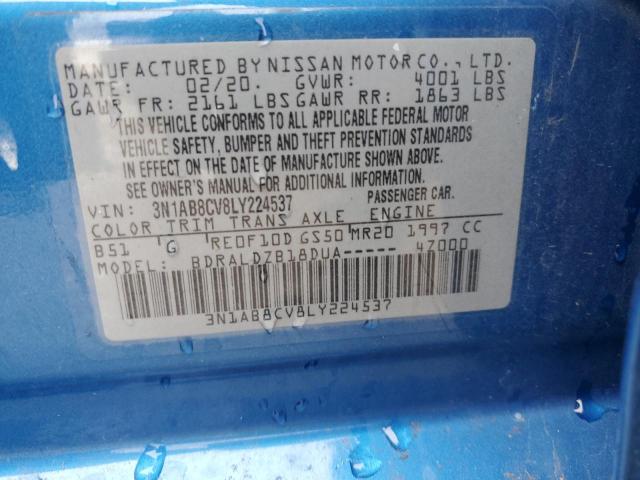 MANUFACTURED BY NISSAN MOTOR CO., LTD.
DATE: 02/20. GVWR: 4001 LBS
GAWR FR: 2161 LBS GAWR RR: 1863 LBS
THIS VEHICLE CONFORMS TO ALL APPLICABLE FEDERAL MOTOR
VEHICLE SAFETY, BUMPER AND THEFT PREVENTION STANDARDS
IN EFFECT ON THE DATE OF MANUFACTURE SHOWN ABOVE.
SEE OWNER'S MANUAL FOR ADDITIONAL INFORMATION.
VIN: 3N1AB8CV8LY224537 PASSENGER CAR.
COLOR TRIM TRANS AXLE ENGINE
B51 G RE0F10D GS50 MR20 1997 CC
MODEL: BDRALDZB18DUA----- 47000
3N1AB8CV8LY224537